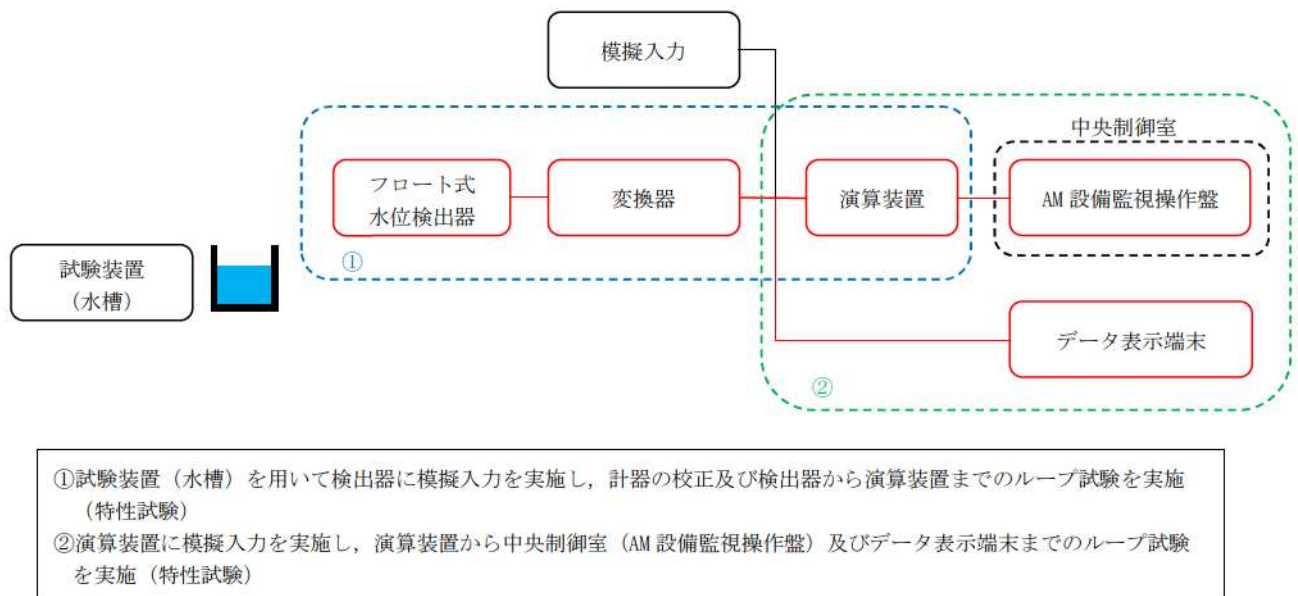 模擬入力
中央制御室
フロート式
水位検出器
変換器
演算装置
AM 設備監視操作盤
①
試験装置
（水槽）
データ表示端末
②
①試験装置（水槽）を用いて検出器に模擬入力を実施し，計器の校正及び検出器から演算装置までのループ試験を実施
（特性試験）
②演算装置に模擬入力を実施し，演算装置から中央制御室（AM 設備監視操作盤）及びデータ表示端末までのループ試験
を実施（特性試験）